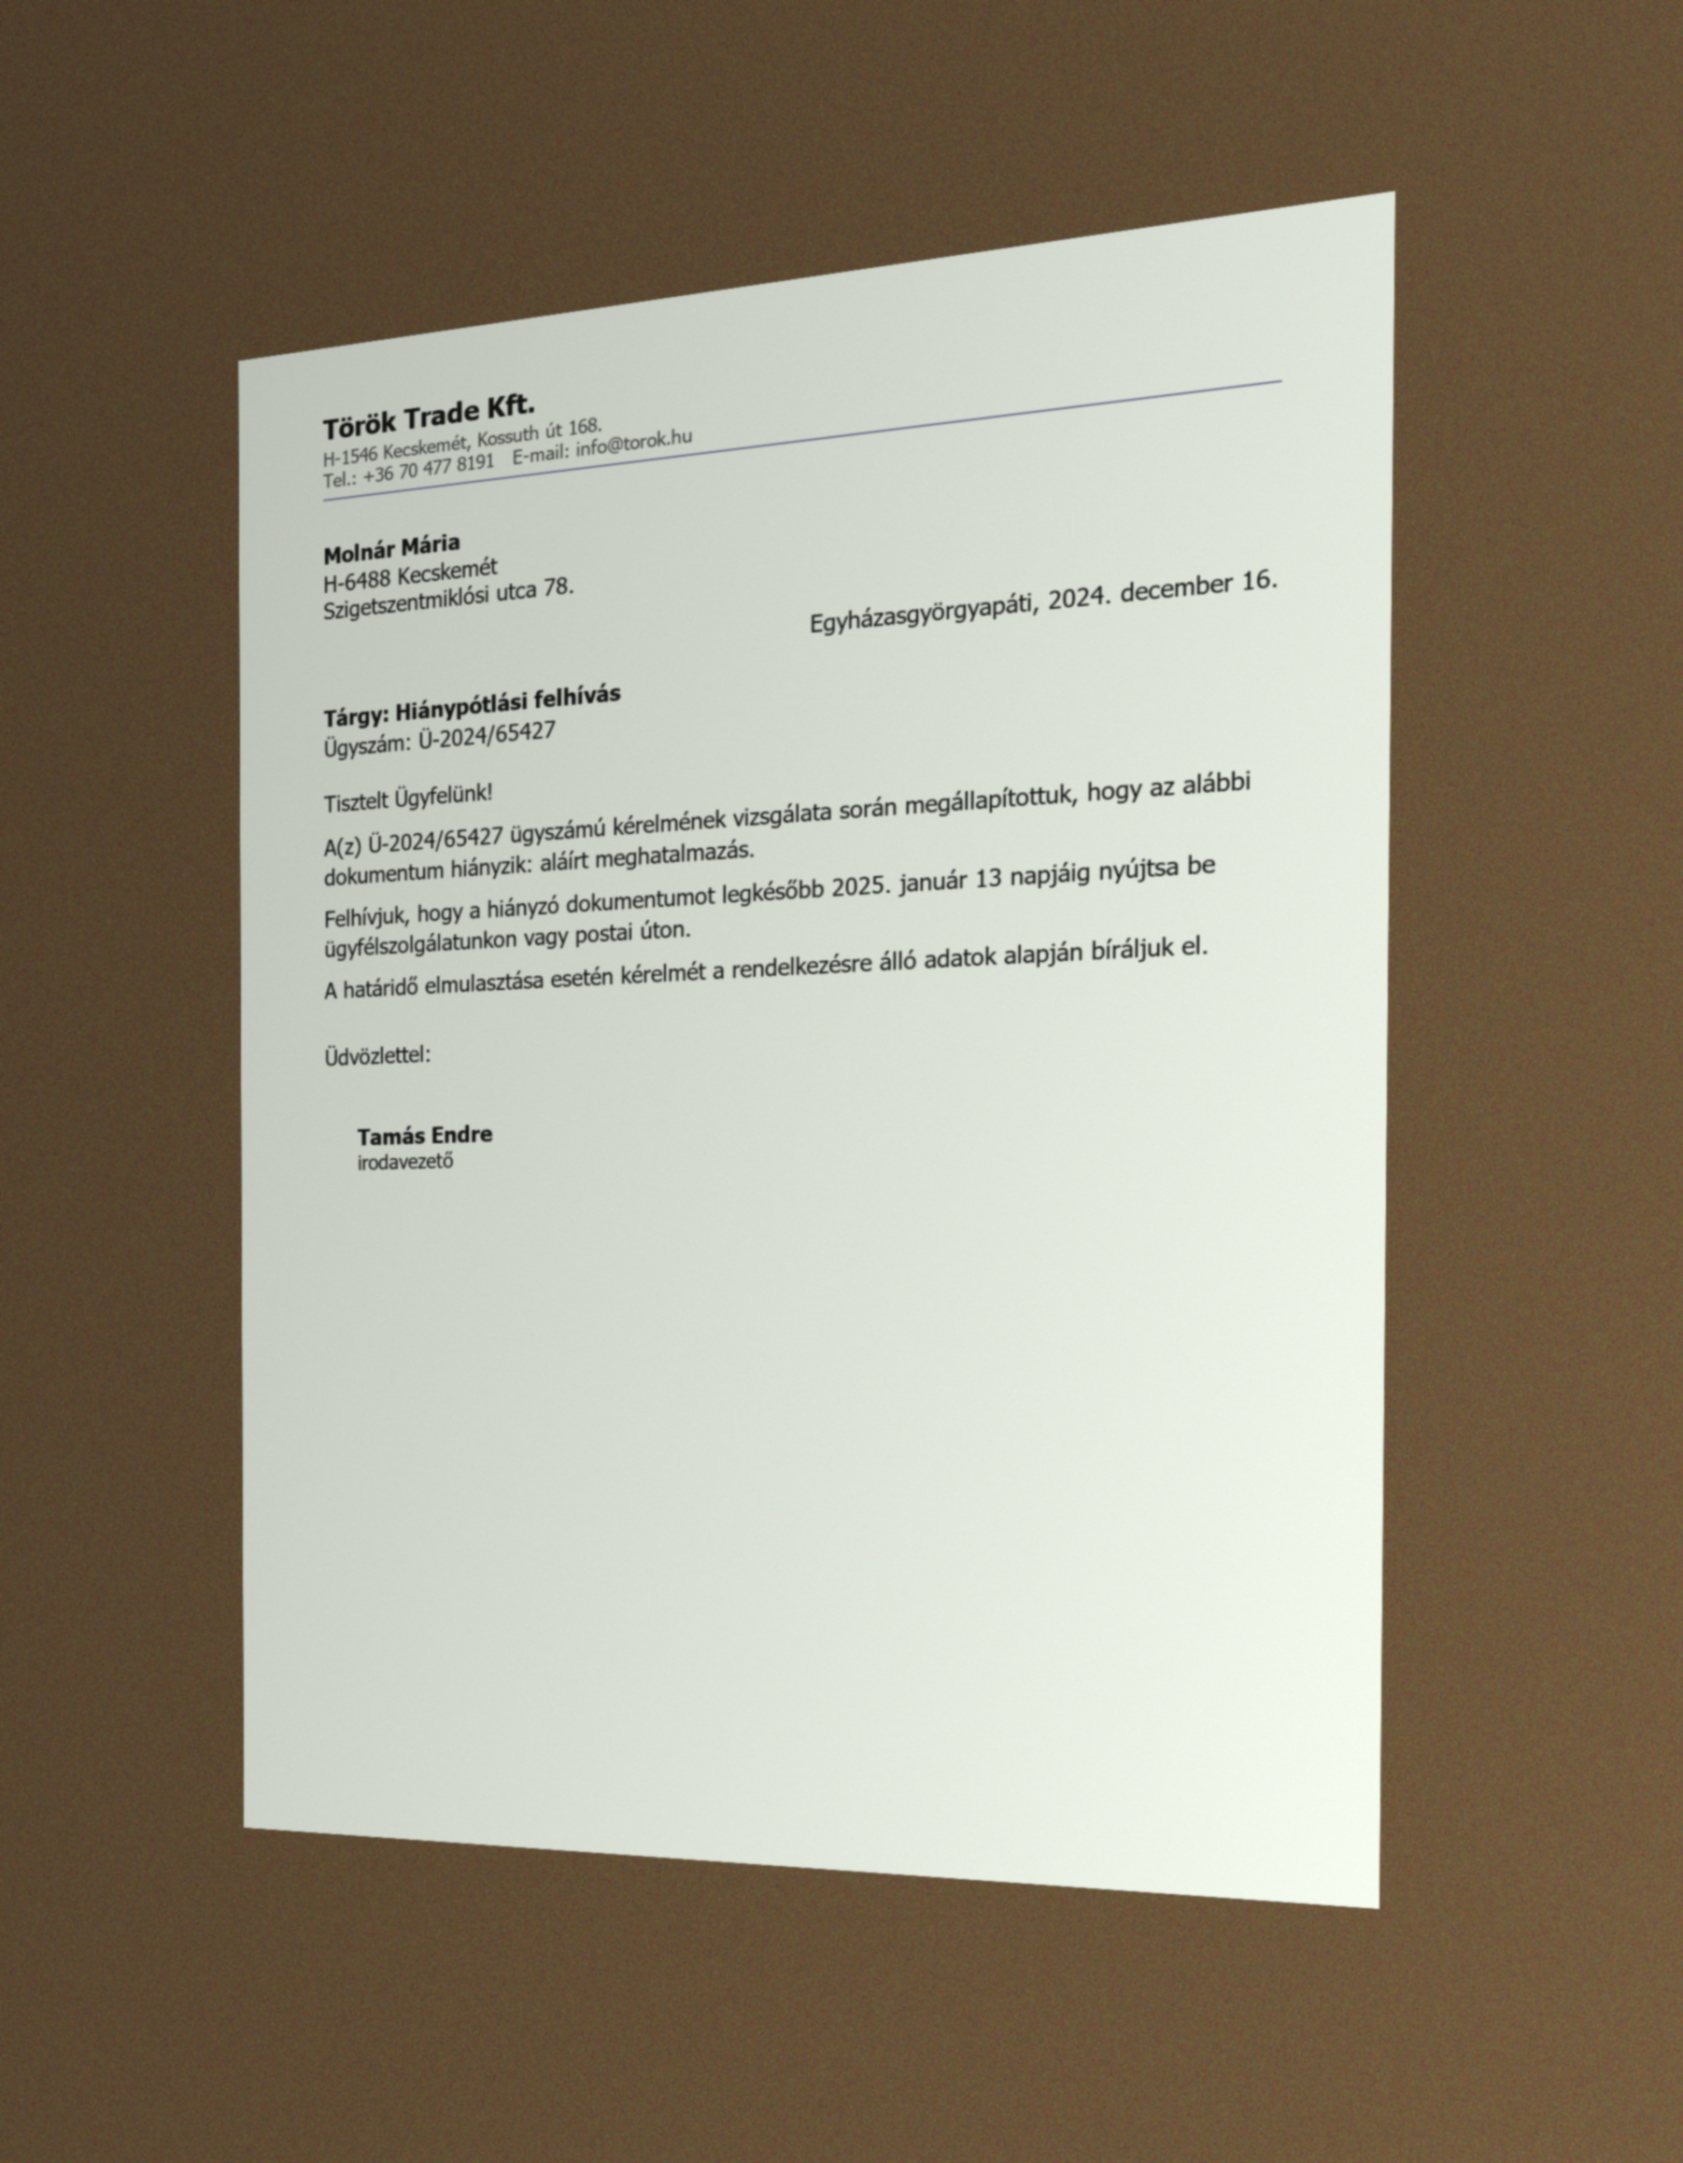 Török Trade Kft.
H-1546 Kecskemét, Kossuth út 168.
Tel.: +36 70 477 8191 E-mail: info@torok.hu
Molnár Mária
H-6488 Kecskemét
Szigetszentmiklósi utca 78.
Egyházasgyörgyapáti, 2024. december 16.
Tárgy: Hiánypótlási felhívás
Ügyszám: Ü-2024/65427
Tisztelt Ügyfelünk!
A(z) Ü-2024/65427 ügyszámú kérelmének vizsgálata során megállapítottuk, hogy az alábbi
dokumentum hiányzik: aláírt meghatalmazás.
Felhívjuk, hogy a hiányzó dokumentumot legkésőbb 2025. január 13 napjáig nyújtsa be
ügyfélszolgálatunkon vagy postai úton.
A határidő elmulasztása esetén kérelmét a rendelkezésre álló adatok alapján bíráljuk el.
Üdvözlettel:
Tamás Endre
irodavezető